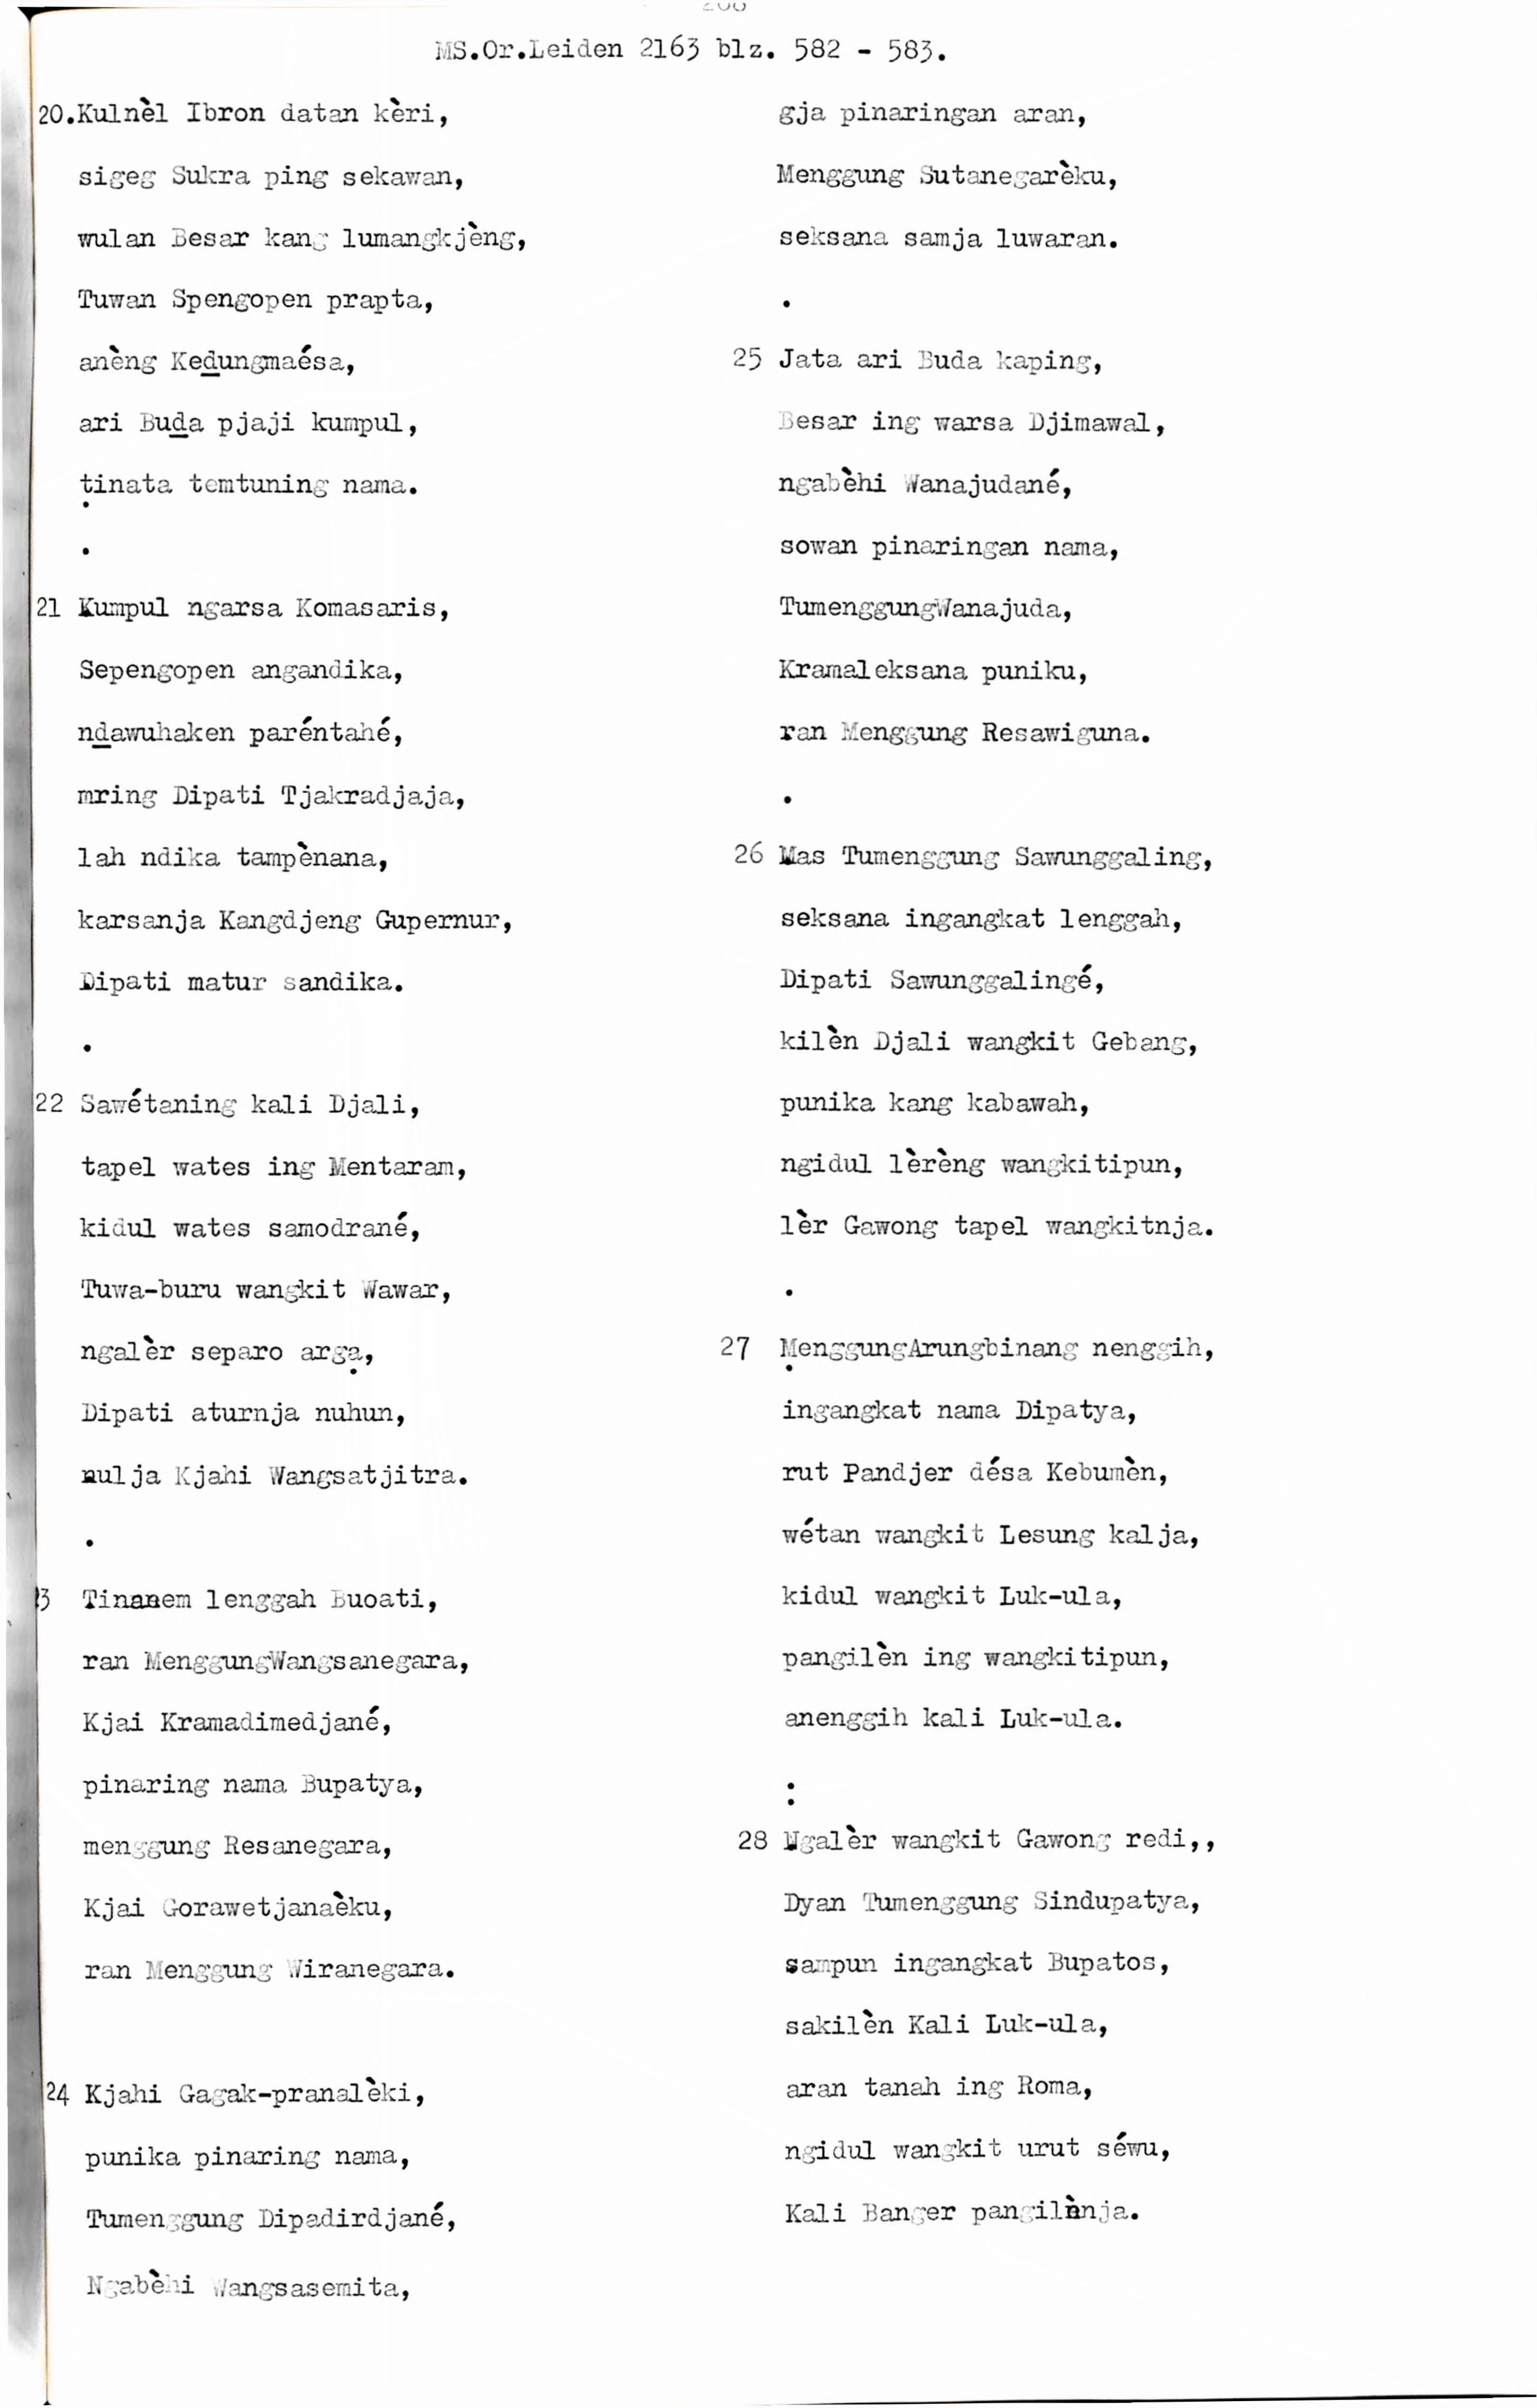 MS.Or.Leiden 2163 blz. 582 - 583.
20.Kulnèl Ibron datan kèri,
sigeg Sukra ping sekawan,
wulan Besar kang lumangkjèng,
Tuwan Spengopen prapta,
anèng Kedungmaésa,
ari Buda pjaji kumpul,
tinata temtuning nama.
.
21 Kumpul ngarsa Komasaris,
Sepengopen angandika,
ndawuhaken paréntahé,
mring Dipati Tjakradjaja,
lah ndika tampènana,
karsanja Kangdjeng Gupernur,
Dipati matur sandika.
.
22 Sawétaning kali Djali,
tapel wates ing Mentaram,
kidul wates samodrané,
Tuwa-buru wangkit Wawar,
ngalèr separo arga,
Dipati aturnja nuhun,
nulja Kjahi Wangsatjitra.
.
3 Tinanem lenggah Buoati,
ran MenggungWangsanegara,
Kjai Kramadimedjané,
pinaring nama Bupatya,
menggung Resanegara,
Kjai Gorawetjanaèku,
ran Menggung Wiranegara.
24 Kjahi Gagak-pranalèki,
punika pinaring nama,
Tumenggung Dipadirdjané,
Ngabèhi Wangsasemita,
gja pinaringan aran,
Menggung Sutanegarèku,
seksana samja luwaran.
.
25 Jata ari Buda kaping,
Besar ing warsa Djimawal,
ngabèhi Wanajudané,
sowan pinaringan nama,
TumenggungWanajuda,
Kramaleksana puniku,
ran Menggung Resawiguna.
.
26 Mas Tumenggung Sawunggaling,
seksana ingangkat lenggah,
Dipati Sawunggalingé,
kilèn Djali wangkit Gebang,
punika kang kabawah,
ngidul lèrèng wangkitipun,
lèr Gawong tapel wangkitnja.
.
27 MenggungArungbinang nenggih,
ingangkat nama Dipatya,
rut Pandjer désa Kebumèn,
wétan wangkit Lesung kalja,
kidul wangkit Luk-ula,
pangilèn ing wangkitipun,
anenggih kali Luk-ula.
:
28 Ngalèr wangkit Gawong redi,,
Dyan Tumenggung Sindupatya,
sampun ingangkat Bupatos,
sakilèn Kali Luk-ula,
aran tanah ing Roma,
ngidul wangkit urut séwu,
Kali Banger pangilènja.